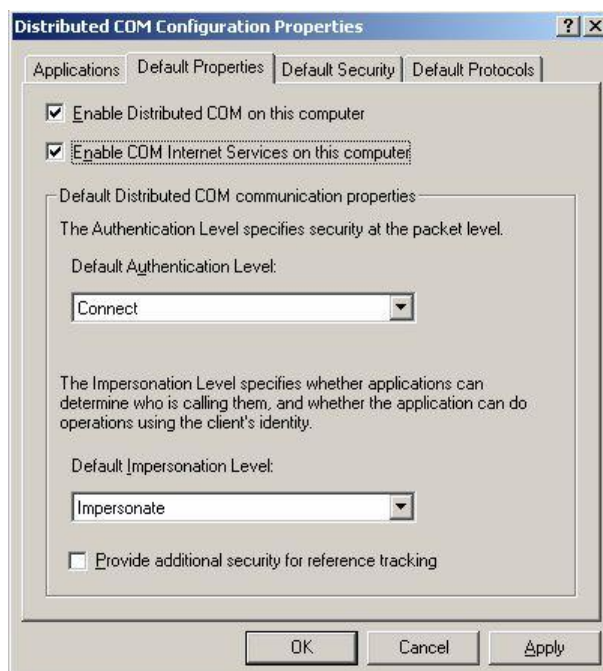 Distributed COM Configuration Properties
Applications
Default Properties
Default Security
Default Protocols
Enable Distributed COM on this computer
Enable COM Internet Services on this computer
Default Distributed COM communication properties
The Authentication Level specifies security at the packet level.
Default Authentication Level:
Connect
The Impersonation Level specifies whether applications can
determine who is calling them, and whether the application can do
operations using the client's identity.
Default Impersonation Level:
Impersonate
Provide additional security for reference tracking
OK
Cancel
Apply